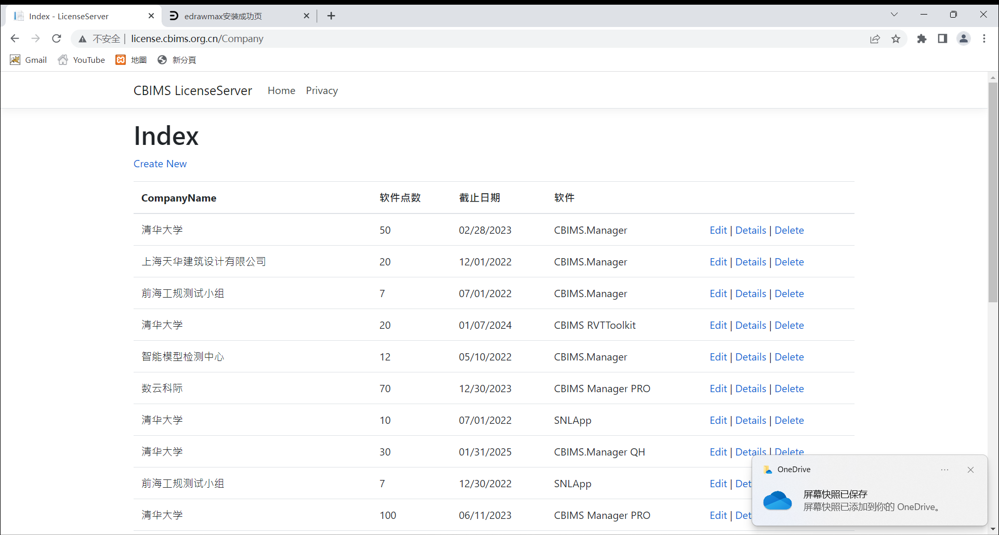 Index - LicenseServer
edrawmax安装成功页
不安全 | license.cbims.org.cn/Company
Gmail YouTube 地圖 新分頁
CBIMS LicenseServer Home Privacy
Index
Create New
CompanyName 软件点数 截止日期 软件
清华大学 50 02/28/2023 CBIMS.Manager Edit | Details | Delete
上海天华建筑设计有限公司 20 12/01/2022 CBIMS.Manager Edit | Details | Delete
前海工规测试小组 7 07/01/2022 CBIMS.Manager Edit | Details | Delete
清华大学 20 01/07/2024 CBIMS RVTToolkit Edit | Details | Delete
智能模型检测中心 12 05/10/2022 CBIMS.Manager Edit | Details | Delete
数云科际 70 12/30/2023 CBIMS Manager PRO Edit | Details | Delete
清华大学 10 07/01/2022 SNLApp Edit | Details | Delete
清华大学 30 01/31/2025 CBIMS.Manager QH Edit | Details | Delete
前海工规测试小组 7 12/30/2022 SNLApp Edit | Det
清华大学 100 06/11/2023 CBIMS Manager PRO Edit | Det
OneDrive
屏幕快照已保存
屏幕快照已添加到你的 OneDrive。